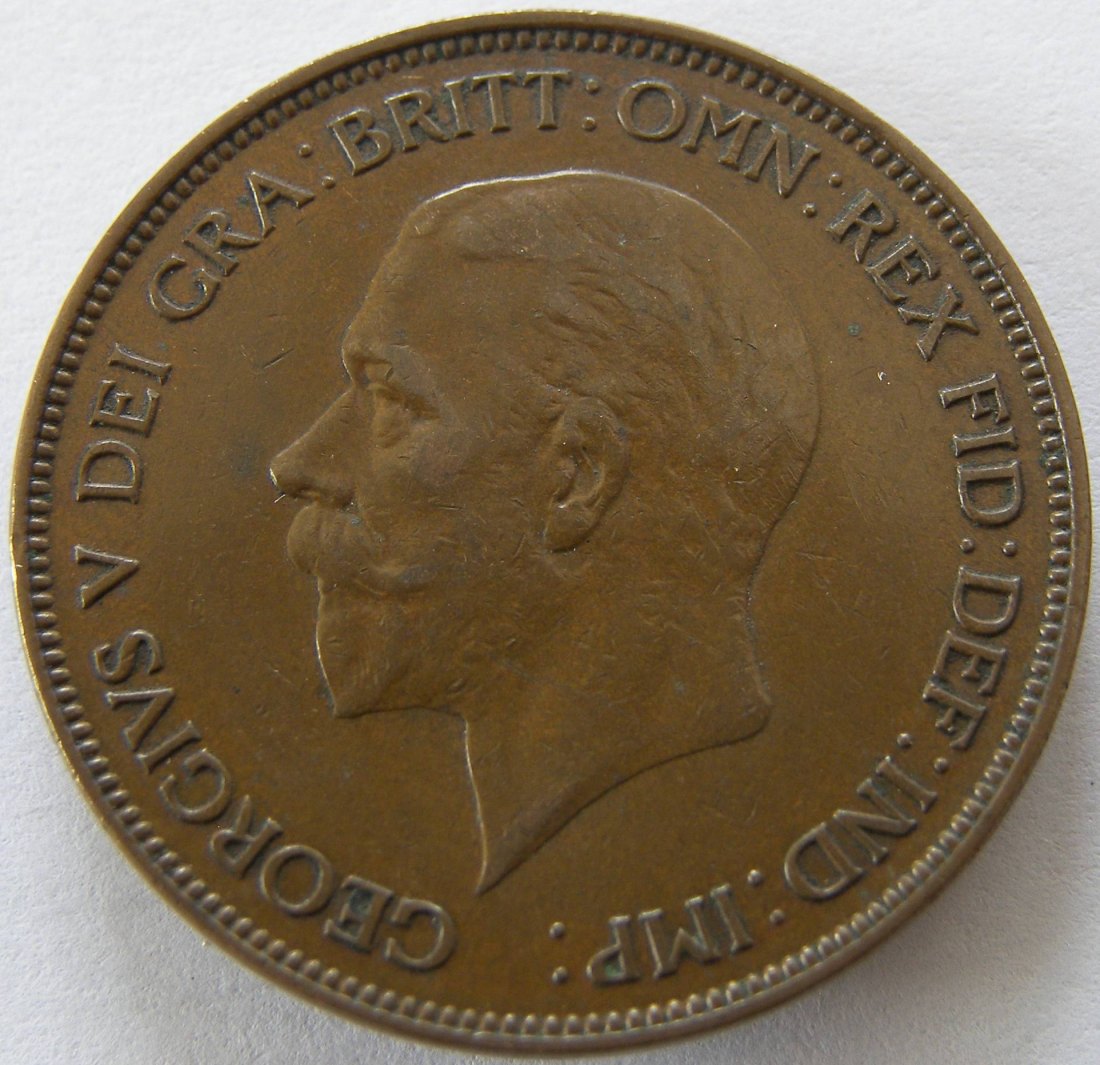 GEORGIVS V DEI GRA: BRITT: OMN: REX FID: DEF: IND: IMP: